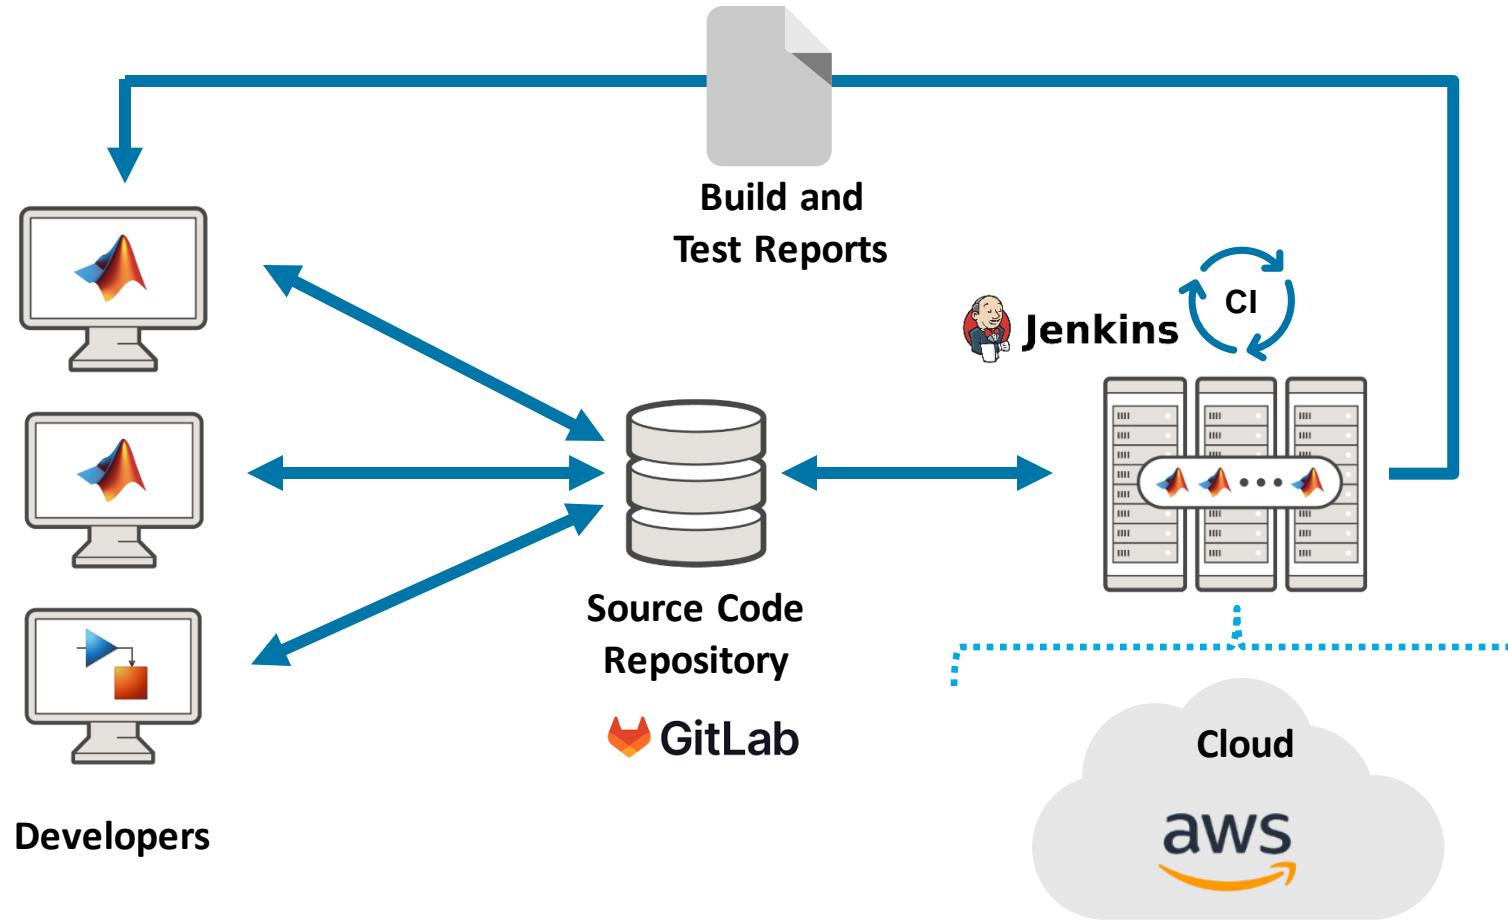 Build and
Test Reports
CI
Jenkins
Source Code
Repository
GitLab
Cloud
aws
Developers